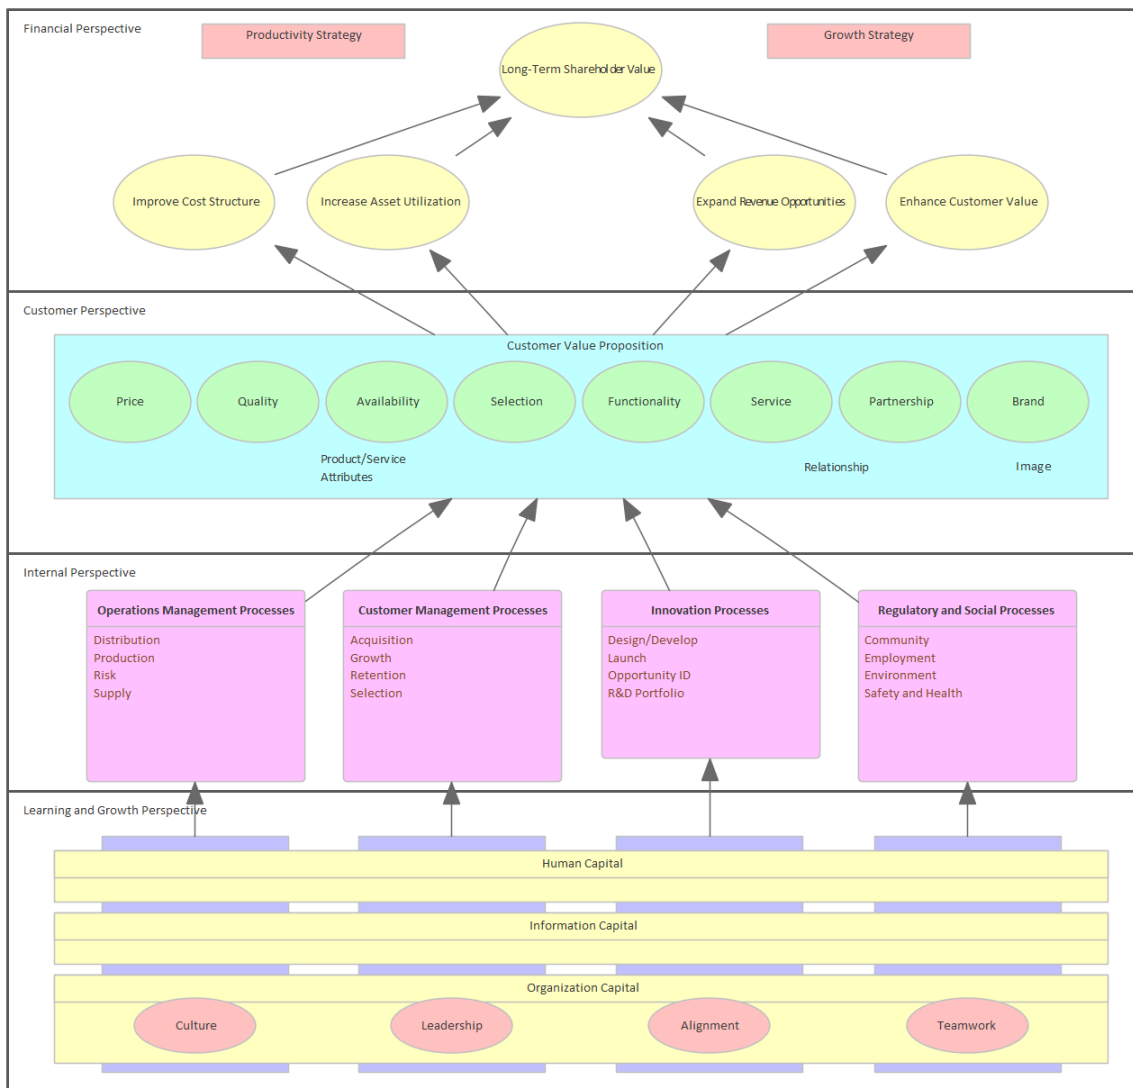 Financial Perspective
Productivity Strategy
Growth Strategy
Long-Term Shareholder Value
Improve Cost Structure
Increase Asset Utilization
Expand Revenue Opportunities
Enhance Customer Value
Customer Perspective
Customer Value Proposition
Price
Quality
Availability
Selection
Functionality
Service
Partnership
Brand
Product/Service
Attributes
Relationship
Image
Internal Perspective
Operations Management Processes
Distribution
Production
Risk
Supply
Customer Management Processes
Acquisition
Growth
Retention
Selection
Innovation Processes
Design/Develop
Launch
Opportunity ID
R&D Portfolio
Regulatory and Social Processes
Community
Employment
Environment
Safety and Health
Learning and Growth Perspective
Human Capital
Information Capital
Organization Capital
Culture
Leadership
Alignment
Teamwork